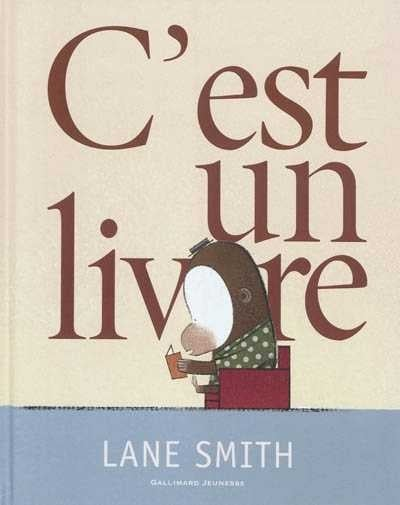 C'est
un
livre
LANE SMITH
GALLIMARD JEUNESSE